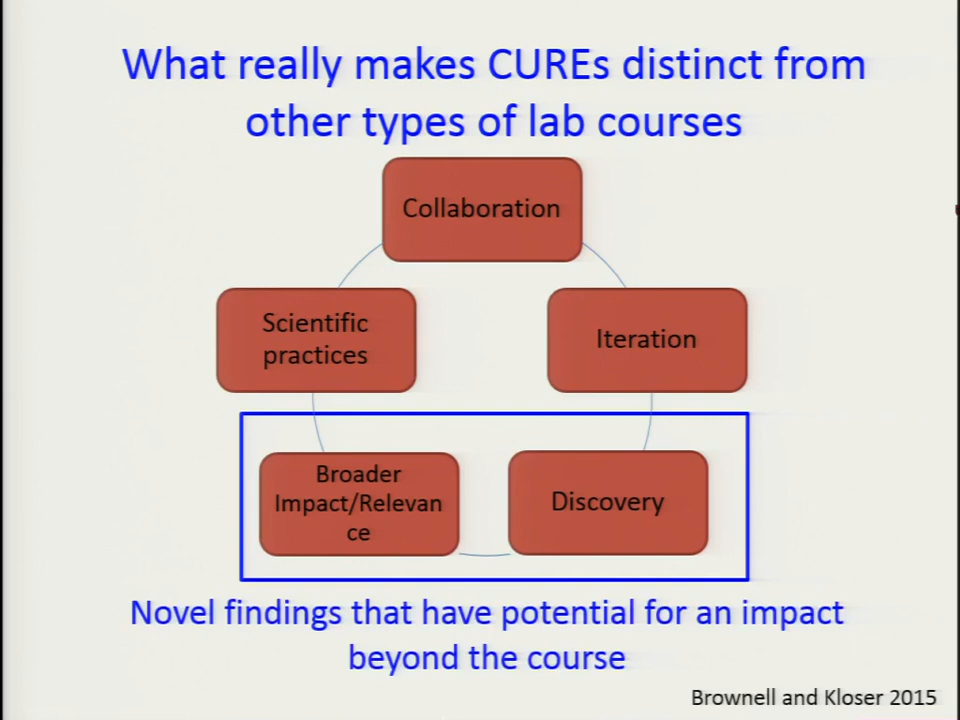 What really makes CUREs distinct from
other types of lab courses
Collaboration
Scientific
practices
Iteration
Broader
Impact/Relevan
ce
Discovery
Novel findings that have potential for an impact
beyond the course
Brownell and Kloser 2015